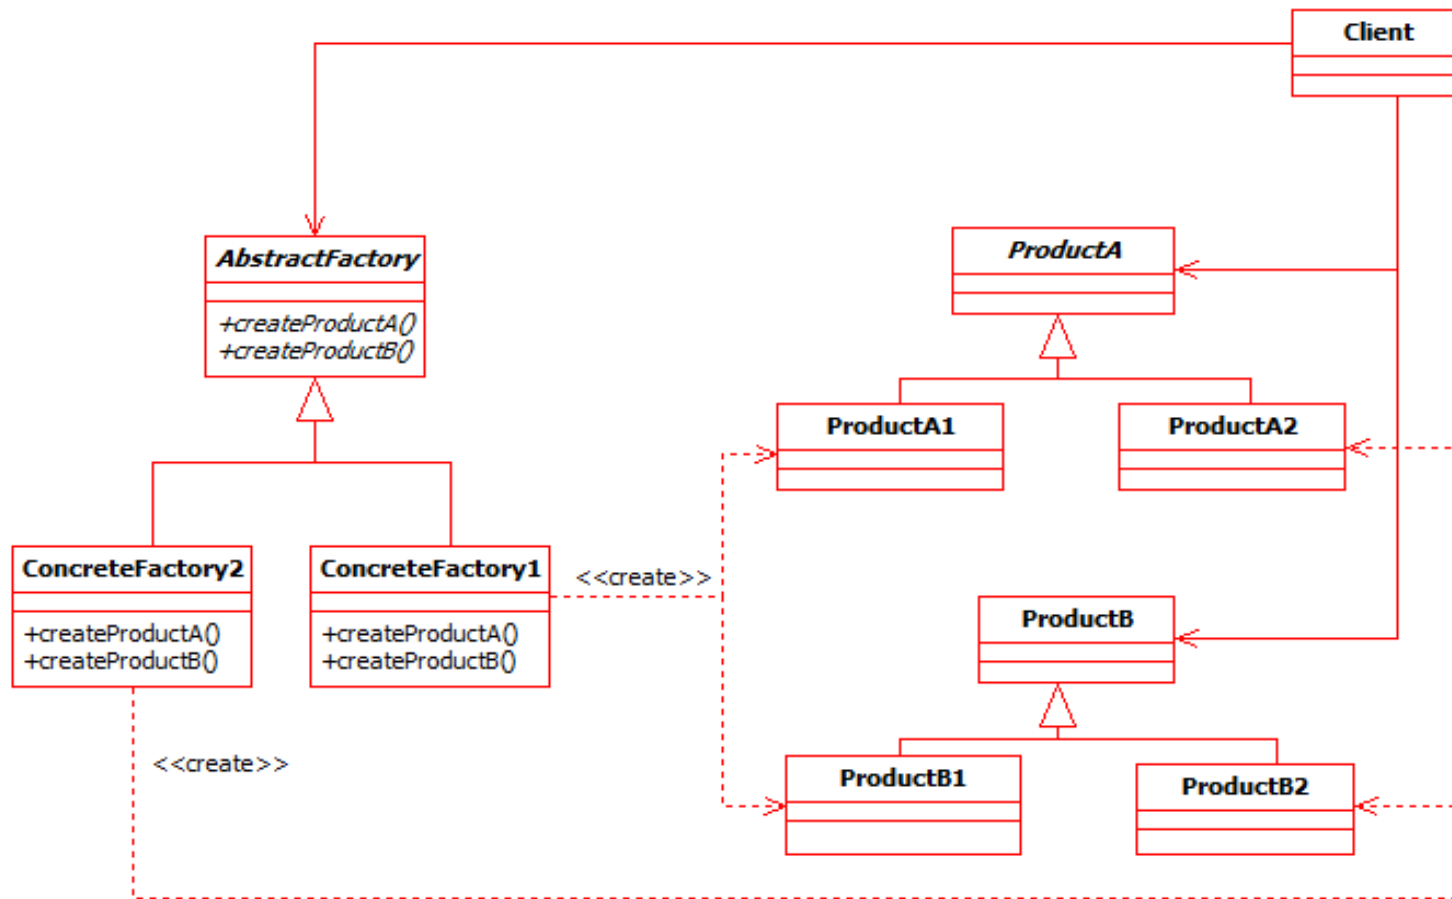 Client
AbstractFactory
+createProductA()
+createProductB()
ProductA
ProductA1
ProductA2
ConcreteFactory2
+createProductA()
+createProductB()
ConcreteFactory1
+createProductA()
+createProductB()
<<create>>
ProductB
<<create>>
ProductB1
ProductB2